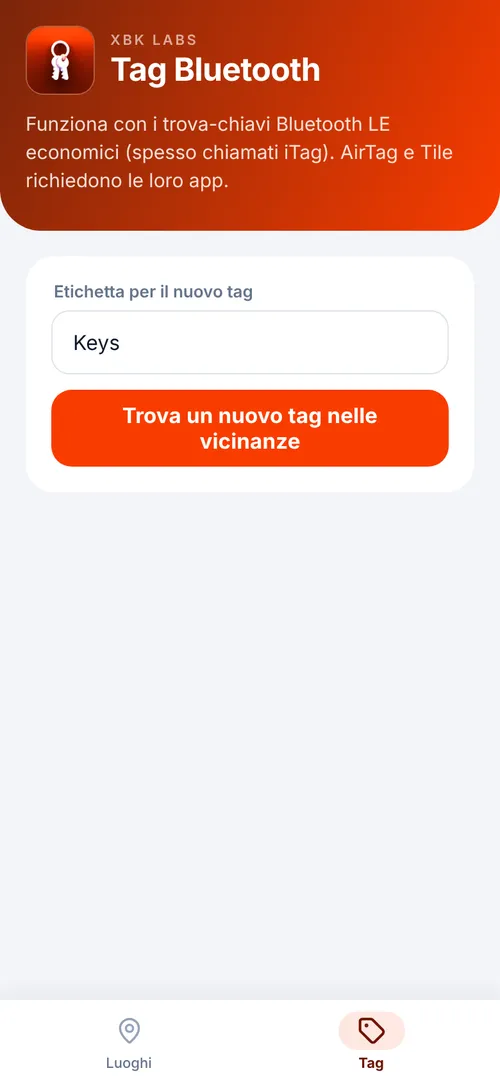 XBK LABS
Tag Bluetooth
Funziona con i trova-chiavi Bluetooth LE
economici (spesso chiamati iTag). AirTag e Tile
richiedono le loro app.
Etichetta per il nuovo tag
Keys
Trova un nuovo tag nelle
vicinanze
Luoghi
Tag